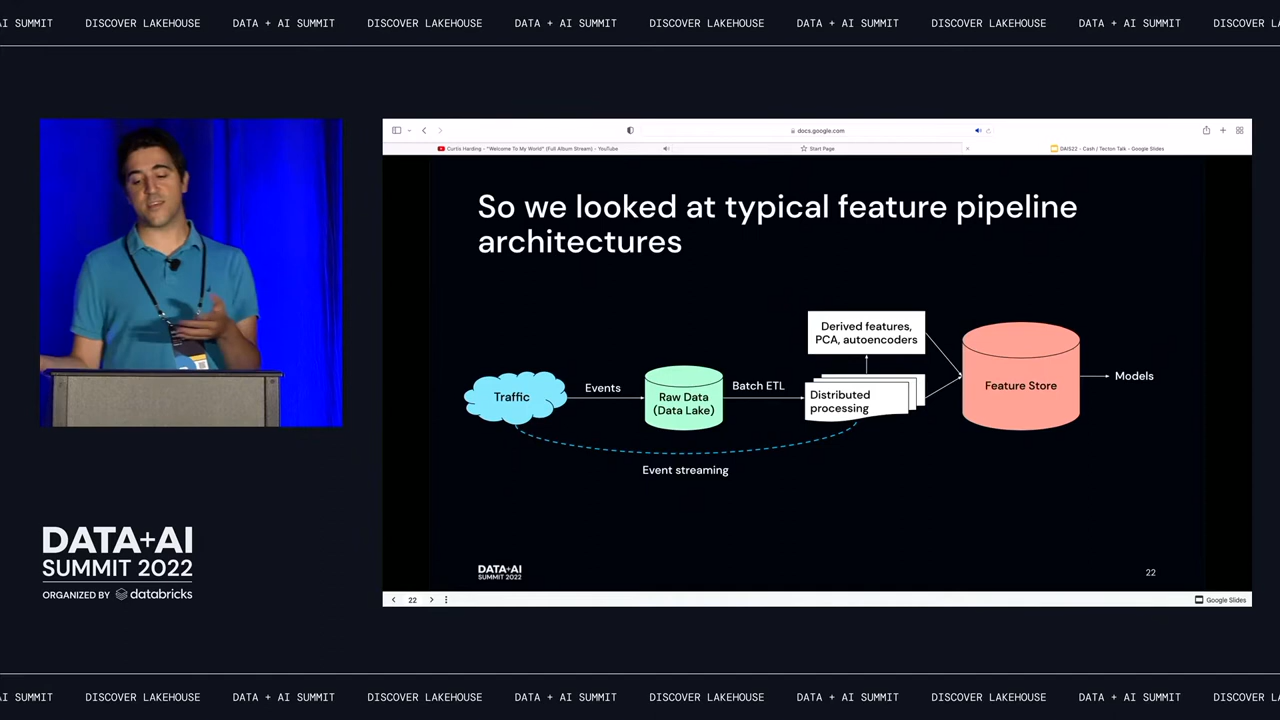 AI SUMMIT DISCOVER LAKEHOUSE DATA + AI SUMMIT DISCOVER LAKEHOUSE DATA + AI SUMMIT DISCOVER LAKEHOUSE DATA + AI SUMMIT DISCOVER LAKEHOUSE DATA + AI SUMMIT DISCOVER
docs.google.com
Curtis Harding - "Welcome To My World" (Full Album Stream) - YouTube
Start Page
DAIS22 - Cash / Tecton Talk - Google Slides
So we looked at typical feature pipeline
architectures
Derived features,
PCA, autoencoders
Traffic
Events
Raw Data
(Data Lake)
Batch ETL
Distributed
processing
Feature Store
Models
Event streaming
DATA+AI
SUMMIT 2022
22
22
Google Slides
DATA+AI
SUMMIT 2022
ORGANIZED BY databricks
AI SUMMIT DISCOVER LAKEHOUSE DATA + AI SUMMIT DISCOVER LAKEHOUSE DATA + AI SUMMIT DISCOVER LAKEHOUSE DATA + AI SUMMIT DISCOVER LAKEHOUSE DATA + AI SUMMIT DISCOVER